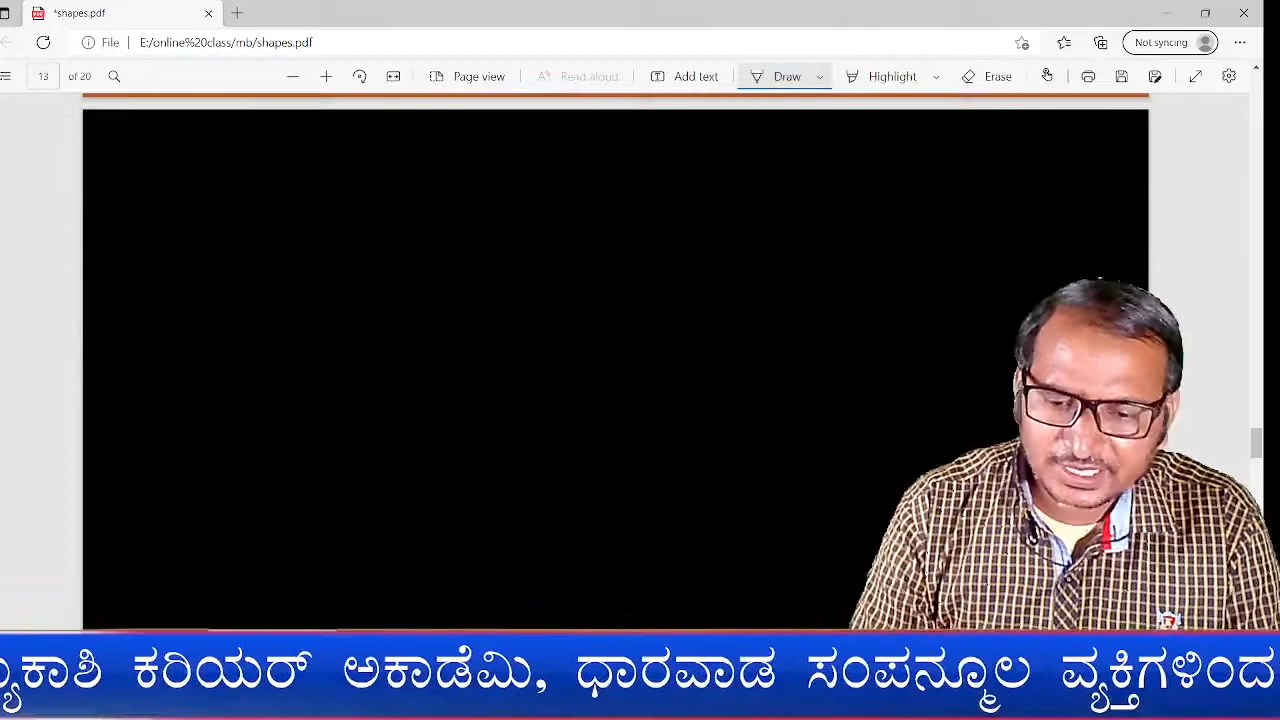 *shapes.pdf
File | E:/online%20class/mb/shapes.pdf Not syncing
13 of 20 Page view Read aloud Add text Draw Highlight Erase
ಕರಿಯರ್ ಅಕಾಡೆಮಿ, ಧಾರವಾಡ ಸಂಪನ್ಮೂಲ ವ್ಯಕ್ತಿಗಳಿಂದ